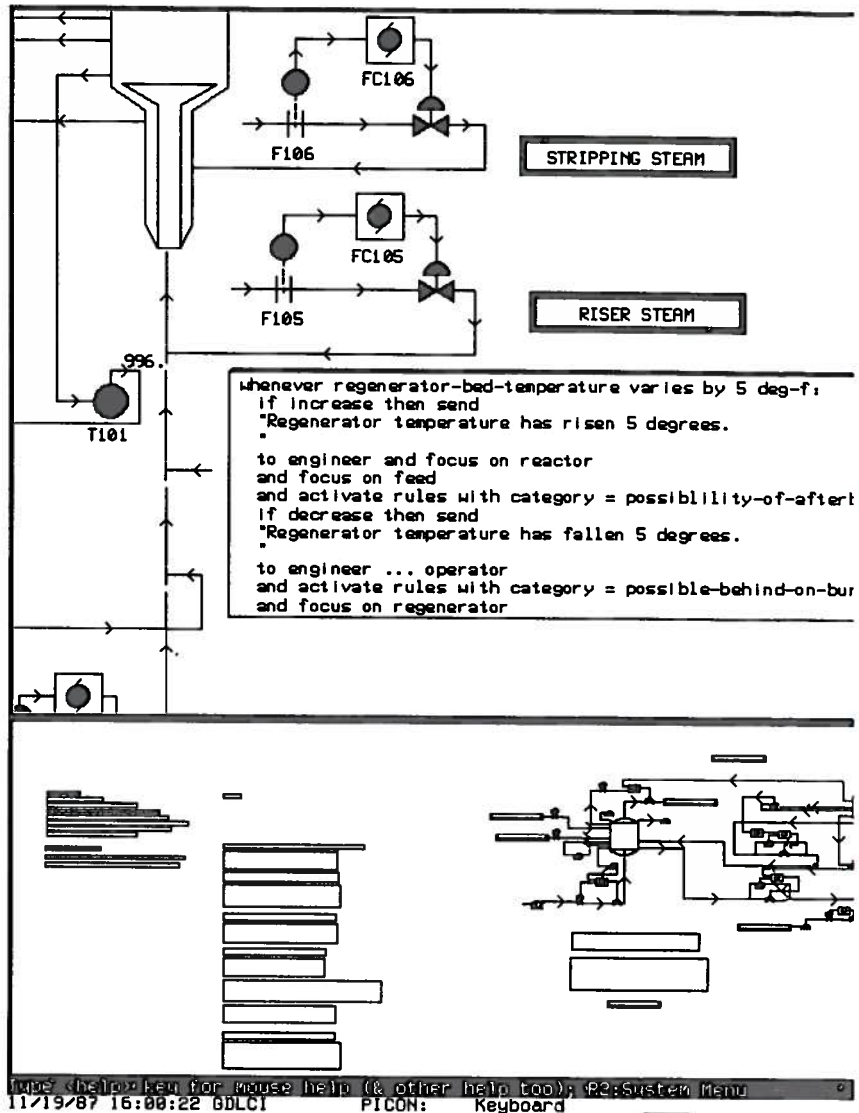 FC106
F106
STRIPPING STEAM
FC105
F105
RISER STEAM
996.
T101
whenever regenerator-bed-temperature varies by 5 deg-f:
if increase then send
"Regenerator temperature has risen 5 degrees.
"
to engineer and focus on reactor
and focus on feed
and activate rules with category = possiblility-of-afterb
if decrease then send
"Regenerator temperature has fallen 5 degrees.
"
to engineer ... operator
and activate rules with category = possible-behind-on-bur
and focus on regenerator
Type <help> key for mouse help (& other help too); R2:System Menu
11/19/87 16:00:22 GDLCI PICON: Keyboard